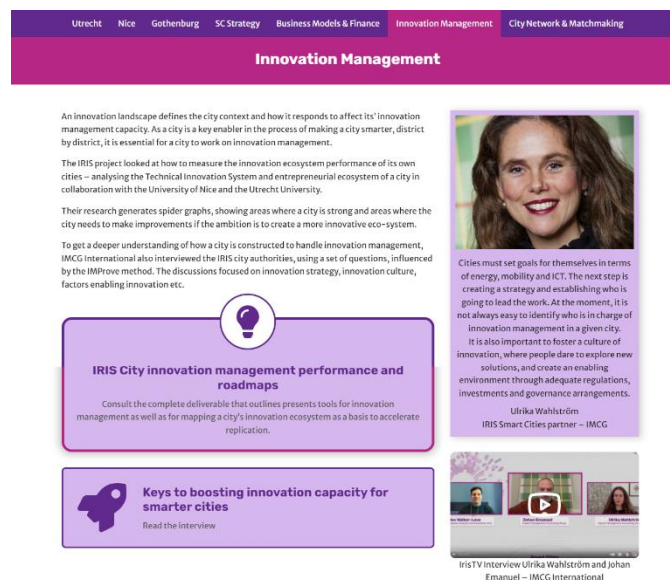 Utrecht Nice Gothenburg SC Strategy Business Models & Finance Innovation Management City Network & Matchmaking
Innovation Management
An innovation landscape defines the city context and how it responds to affect its' innovation
management capacity. As a city is a key enabler in the process of making a city smarter, district
by district, it is essential for a city to work on innovation management.
The IRIS project looked at how to measure the innovation ecosystem performance of its own
cities – analysing the Technical Innovation System and entrepreneurial ecosystem of a city in
collaboration with the University of Nice and the Utrecht University.
Their research generates spider graphs, showing areas where a city is strong and areas where the
city needs to make improvements if the ambition is to create a more innovative eco-system.
To get a deeper understanding of how a city is constructed to handle innovation management,
IMCG International also interviewed the IRIS city authorities, using a set of questions, influenced
by the IMProve method. The discussions focused on innovation strategy, innovation culture,
factors enabling innovation etc.
IRIS City innovation management performance and
roadmaps
Consult the complete deliverable that outlines presents tools for innovation
management as well as for mapping a city's innovation ecosystem as a basis to accelerate
replication.
Keys to boosting innovation capacity for
smarter cities
Read the interview
Cities must set goals for themselves in terms
of energy, mobility and ICT. The next step is
creating a strategy and establishing who is
going to lead the work. At the moment, it is
not always easy to identify who is in charge of
innovation management in a given city.
It is also important to foster a culture of
innovation, where people dare to explore new
solutions, and create an enabling
environment through adequate regulations,
investments and governance arrangements.
Ulrika Wahlström
IRIS Smart Cities partner – IMCG
IrisTV Interview Ulrika Wahlström and Johan
Emanuel – IMCG International